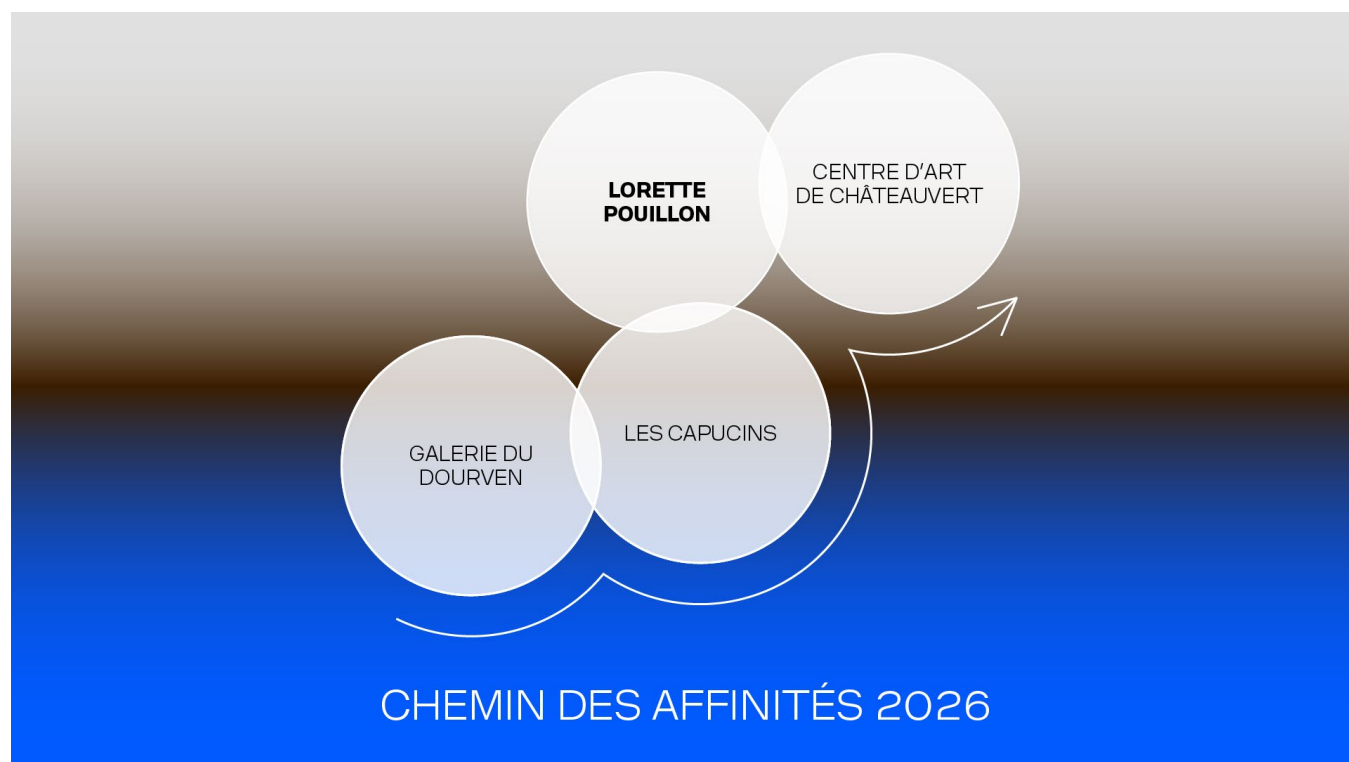 LORETTE
POUILLON
CENTRE D'ART
DE CHÂTEAUVERT
GALERIE DU
DOURVEN
LES CAPUCINS
CHEMIN DES AFFINITÉS 2026